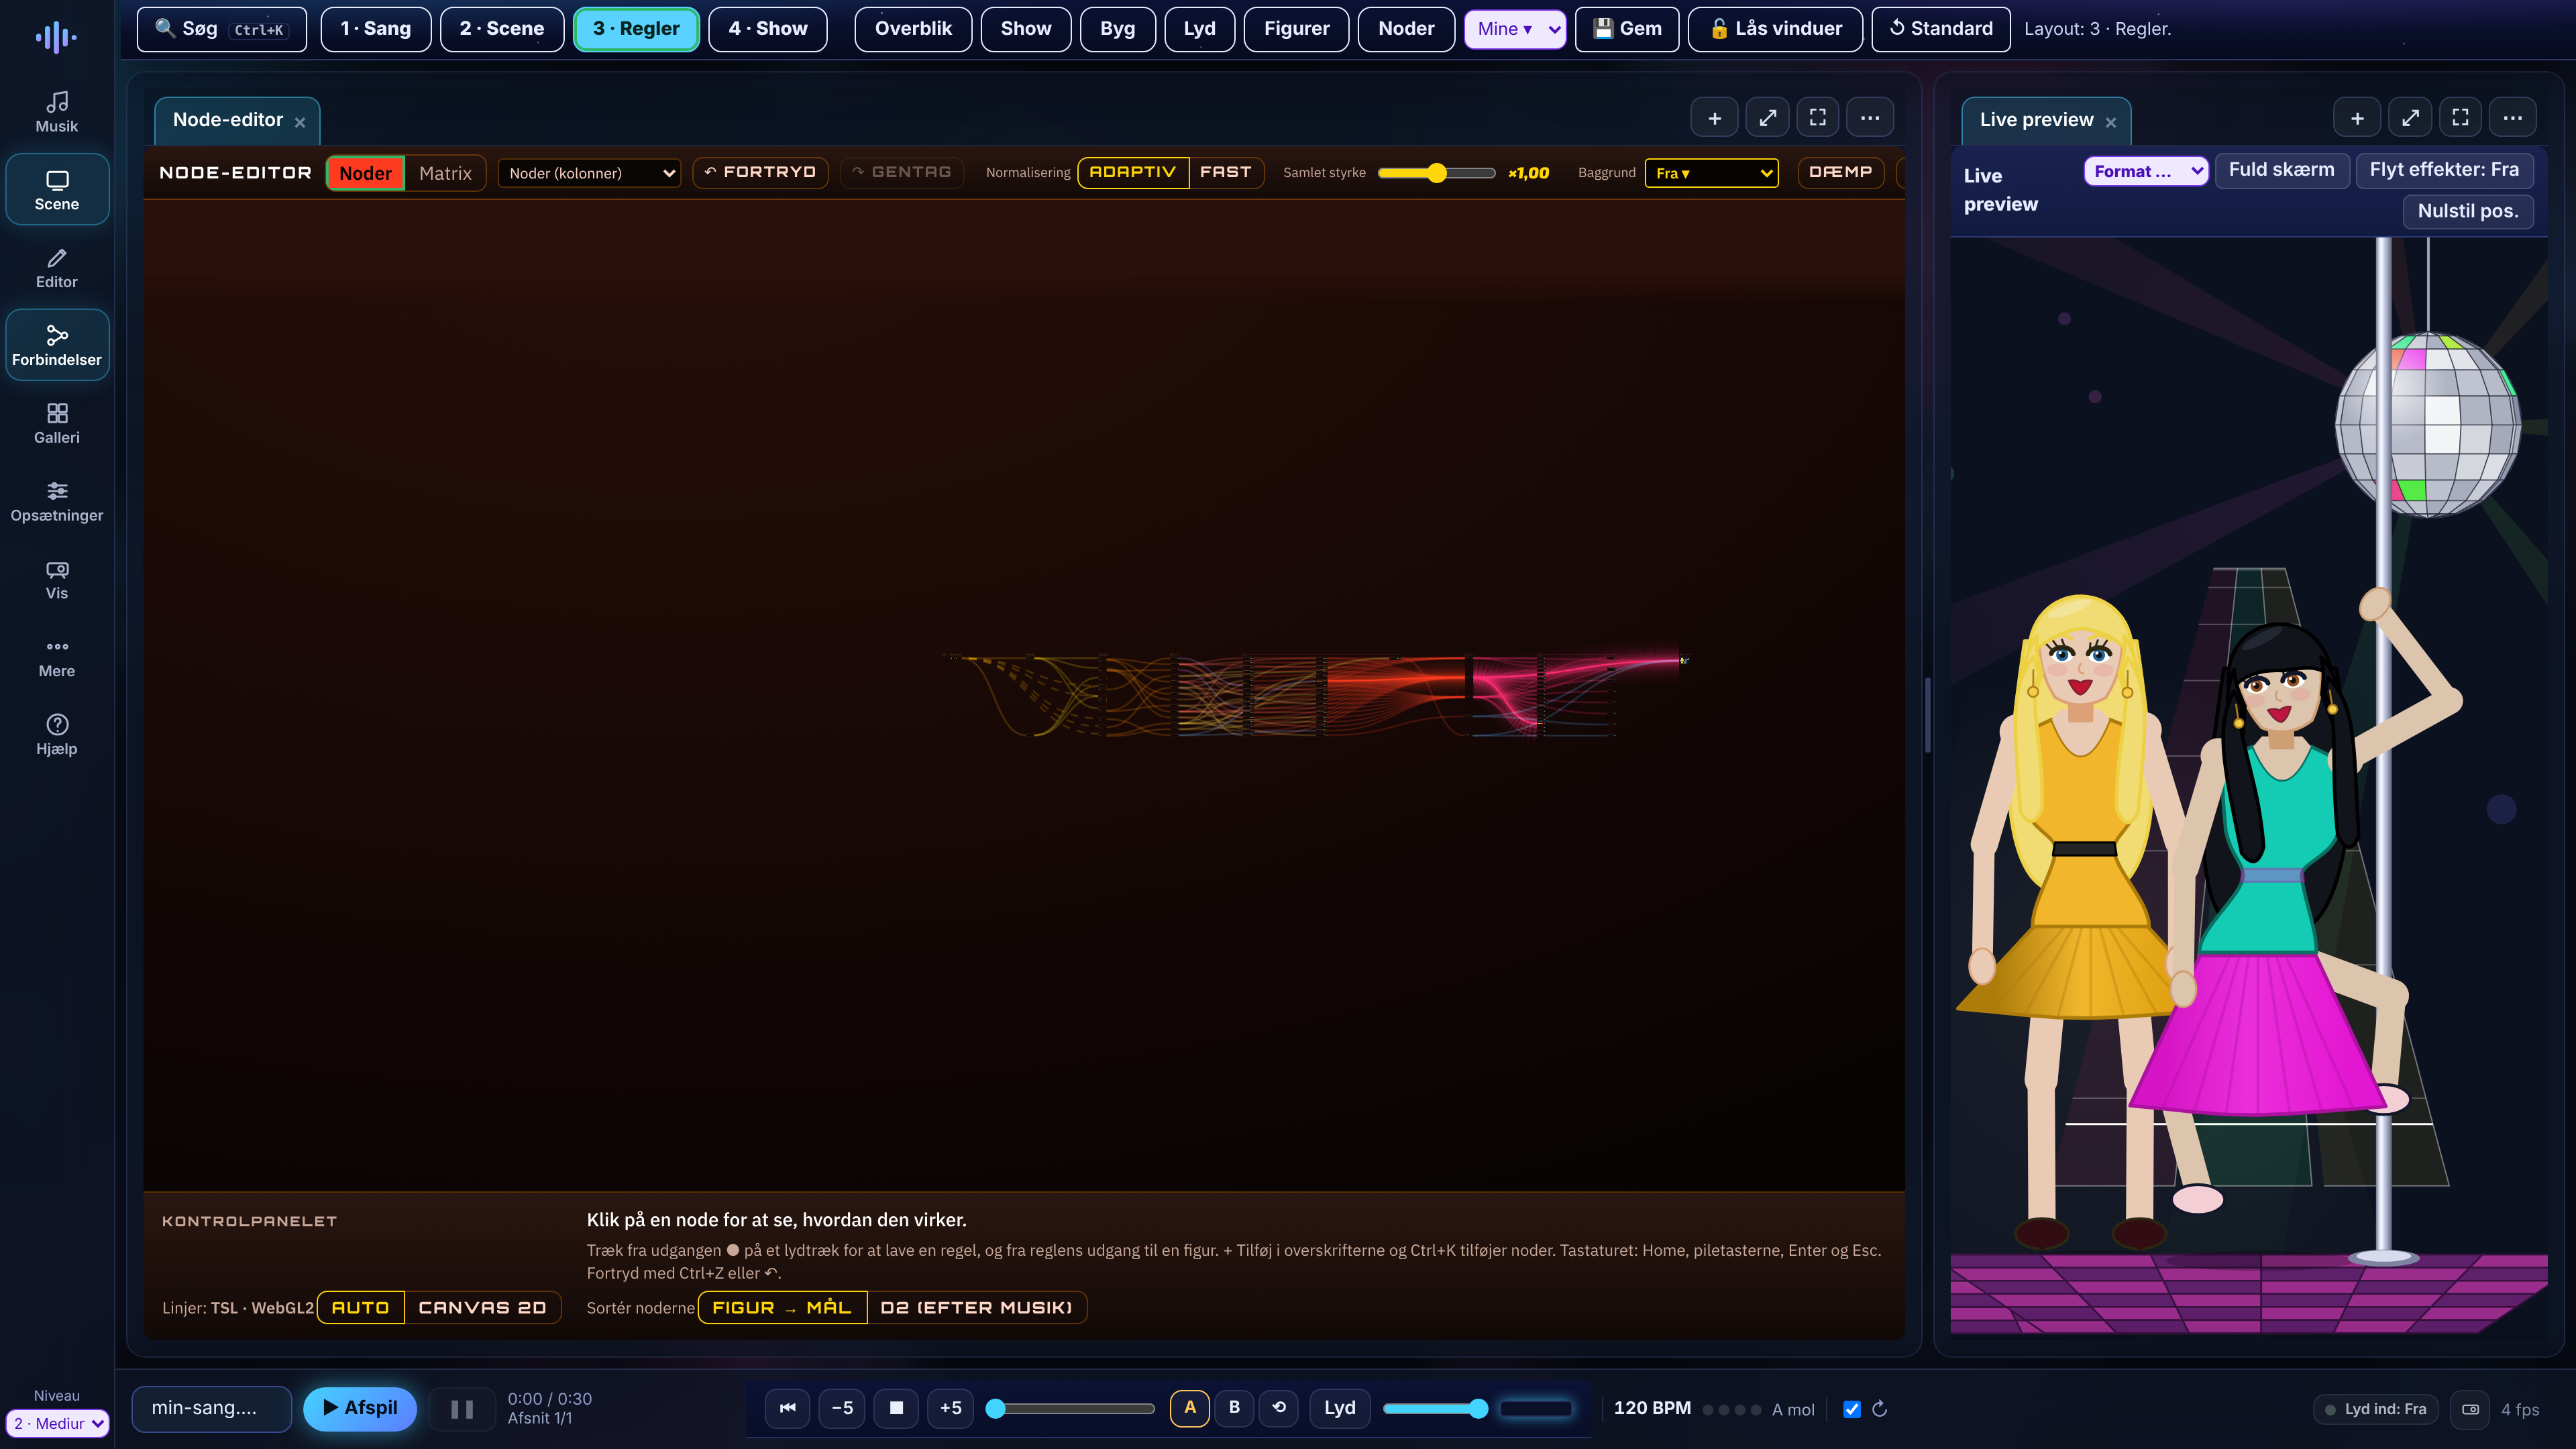 Søg Ctrl+K
1 · Sang
2 · Scene
3 · Regler
4 · Show
Overblik
Show
Byg
Lyd
Figurer
Noder
Mine ▾
Gem
Lås vinduer
Standard
Layout: 3 · Regler.
Musik
Scene
Editor
Forbindelser
Galleri
Opsætninger
Vis
Mere
Hjælp
Niveau
2 · Mediur
Node-editor ×
+
NODE-EDITOR
Noder
Matrix
Noder (kolonner)
↶ FORTRYD
↷ GENTAG
Normalisering
ADAPTIV
FAST
Samlet styrke
×1,00
Baggrund
Fra ▾
DÆMP
KONTROLPANELET
Klik på en node for at se, hvordan den virker.
Træk fra udgangen ● på et lydtræk for at lave en regel, og fra reglens udgang til en figur. + Tilføj i overskrifterne og Ctrl+K tilføjer noder. Tastaturet: Home, piletasterne, Enter og Esc.
Fortryd med Ctrl+Z eller ↶.
Linjer: TSL · WebGL2
AUTO
CANVAS 2D
Sortér noderne
FIGUR → MÅL
D2 (EFTER MUSIK)
Live preview ×
+
Live
preview
Format ...
Fuld skærm
Flyt effekter: Fra
Nulstil pos.
min-sang....
Afspil
0:00 / 0:30
Afsnit 1/1
−5
+5
A
B
Lyd
120 BPM
A mol
Lyd ind: Fra
4 fps